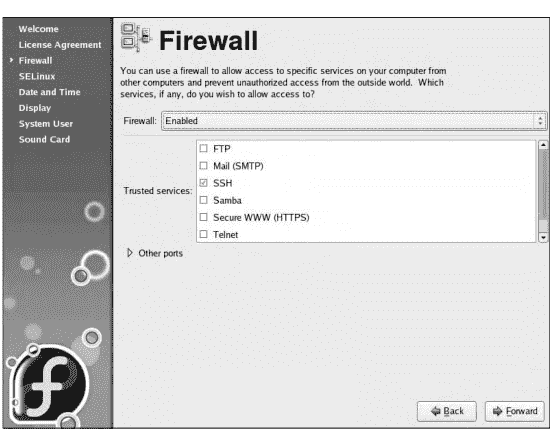 Welcome
License Agreement
Firewall
SELinux
Date and Time
Display
System User
Sound Card
Firewall
You can use a firewall to allow access to specific services on your computer from
other computers and prevent unauthorized access from the outside world. Which
services, if any, do you wish to allow access to?
Firewall: Enabled
Trusted services:
FTP
Mail (SMTP)
SSH
Samba
Secure WWW (HTTPS)
Telnet
Other ports
Back Forward